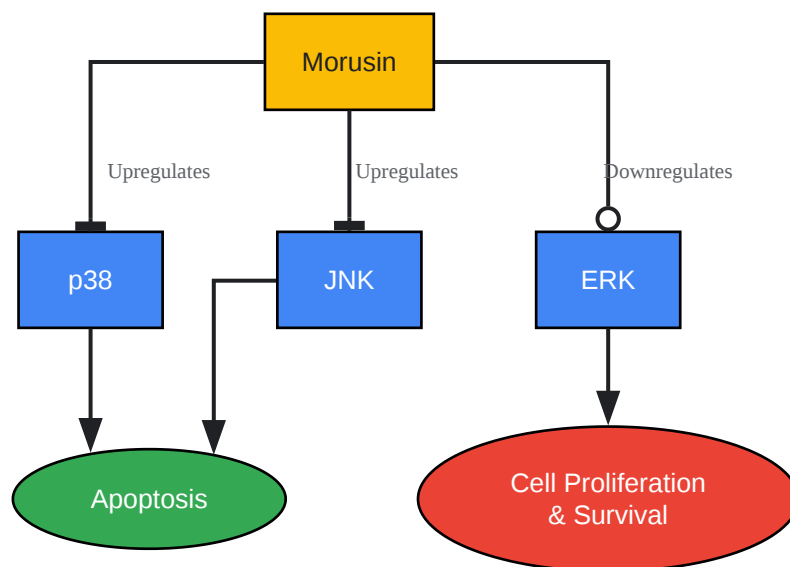 Morusin
Upregulates
Upregulates
Downregulates
p38
JNK
ERK
Apoptosis
Cell Proliferation
& Survival